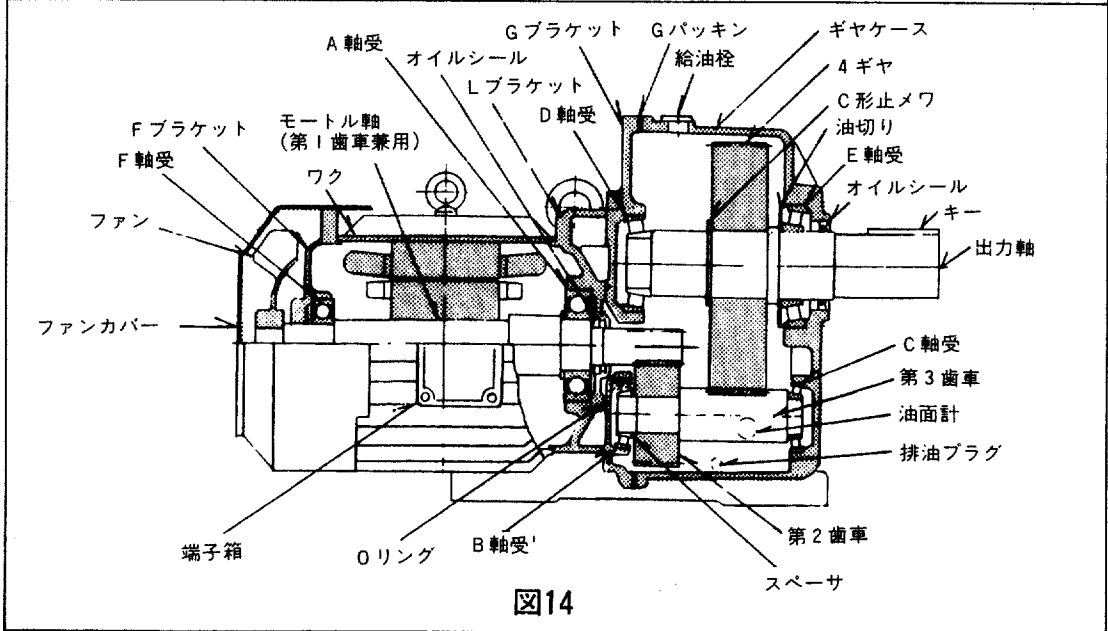 Gブラケット
Gパッキン
ギヤケース
A軸受
オイルシール
給油栓
4ギヤ
Lブラケット
C形止メワ
D軸受
油切り
Fブラケット
モートル軸
(第1歯車兼用)
E軸受
F軸受
オイルシール
ワク
キー
ファン
出力軸
ファンカバー
C軸受
第3歯車
油面計
排油プラグ
端子箱
Oリング
B軸受'
第2歯車
スペーサ
図14